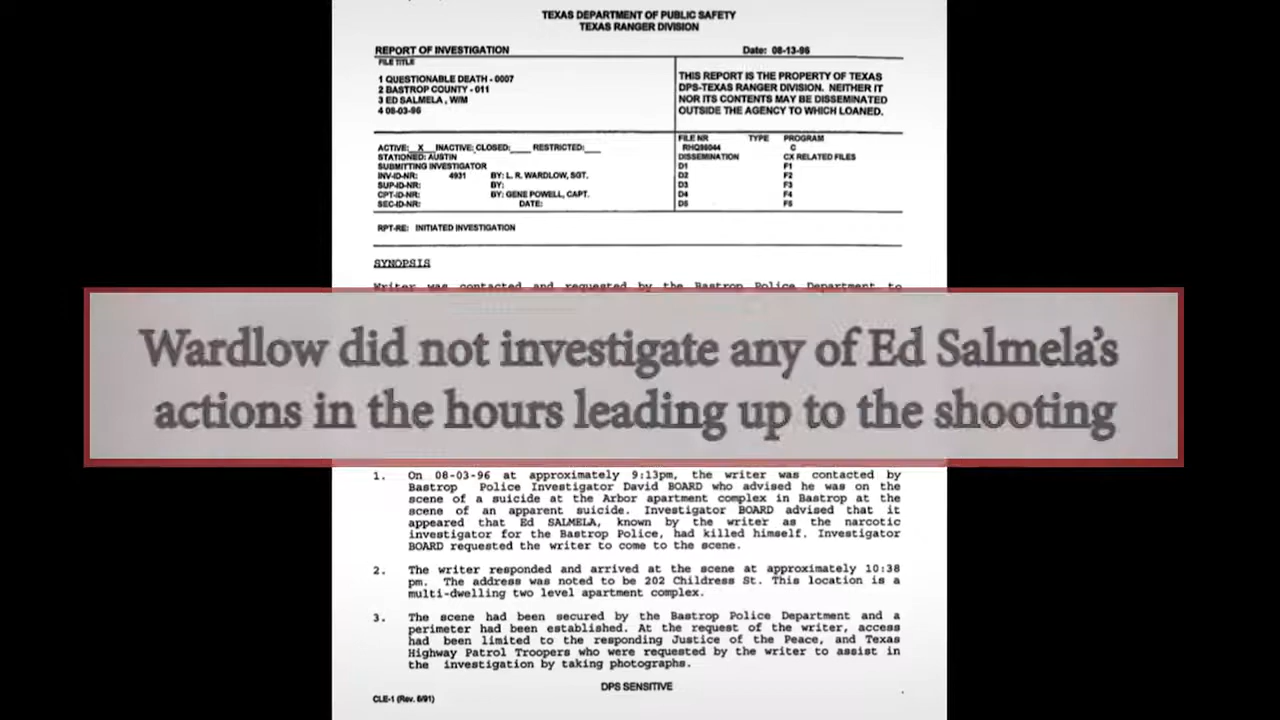 TEXAS DEPARTMENT OF PUBLIC SAFETY
TEXAS RANGER DIVISION
REPORT OF INVESTIGATION Date: 08-13-96
FILE TITLE
1 QUESTIONABLE DEATH - 0007
2 BASTROP COUNTY - 011
3 ED SALMELA , W/M
4 08-03-96
THIS REPORT IS THE PROPERTY OF TEXAS
DPS-TEXAS RANGER DIVISION. NEITHER IT
NOR ITS CONTENTS MAY BE DISSEMINATED
OUTSIDE THE AGENCY TO WHICH LOANED.
ACTIVE: X INACTIVE: CLOSED: RESTRICTED:
STATIONED: AUSTIN
SUBMITTING INVESTIGATOR
INV-ID-NR: 4931 BY: L. R. WARDLOW, SGT.
SUP-ID-NR: BY:
CPT-ID-NR: BY: GENE POWELL, CAPT.
SEC-ID-NR: DATE:
FILE NR TYPE PROGRAM
C
DISSEMINATION CX RELATED FILES
D1 F1
D2 F2
D3 F3
D4 F4
D5 F5
RPT-RE: INITIATED INVESTIGATION
SYNOPSIS
Writer was contacted and requested by the Bastrop Police Department to
Wardlow did not investigate any of Ed Salmela’s
actions in the hours leading up to the shooting
1. On 08-03-96 at approximately 9:13pm, the writer was contacted by
Bastrop Police Investigator David BOARD who advised he was on the
scene of a suicide at the Arbor apartment complex in Bastrop at the
scene of an apparent suicide. Investigator BOARD advised that it
appeared that Ed SALMELA, known by the writer as the narcotic
investigator for the Bastrop Police, had killed himself. Investigator
BOARD requested the writer to come to the scene.
2. The writer responded and arrived at the scene at approximately 10:38
pm. The address was noted to be 202 Childress St. This location is a
multi-dwelling two level apartment complex.
3. The scene had been secured by the Bastrop Police Department and a
perimeter had been established. At the request of the writer, access
had been limited to the responding Justice of the Peace, and Texas
Highway Patrol Troopers who were requested by the writer to assist in
the investigation by taking photographs.
DPS SENSITIVE
CLE-1 (Rev. 6/91)